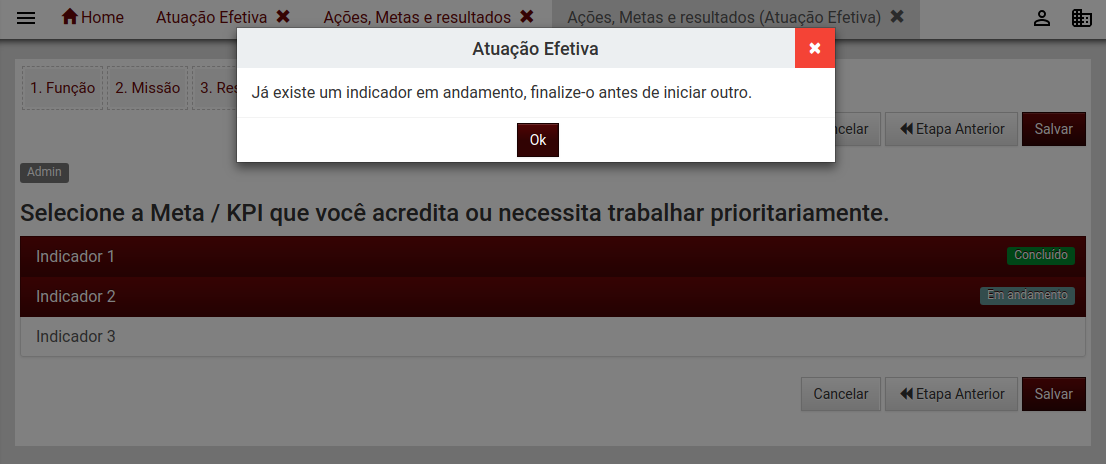 Home
Atuação Efetiva
Ações, Metas e resultados
Ações, Metas e resultados (Atuação Efetiva)
Atuação Efetiva
1. Função
2. Missão
3. Res
Já existe um indicador em andamento, finalize-o antes de iniciar outro.
Ok
celar
Etapa Anterior
Salvar
Admin
Selecione a Meta / KPI que você acredita ou necessita trabalhar prioritariamente.
Indicador 1
Concluído
Indicador 2
Em andamento
Indicador 3
Cancelar
Etapa Anterior
Salvar